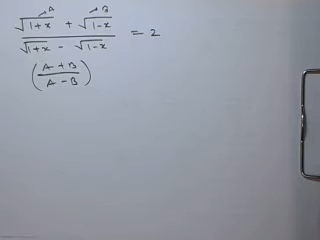 A B
√1+x + √1-x
√1+x - √1-x = 2
(A + B
A - B)